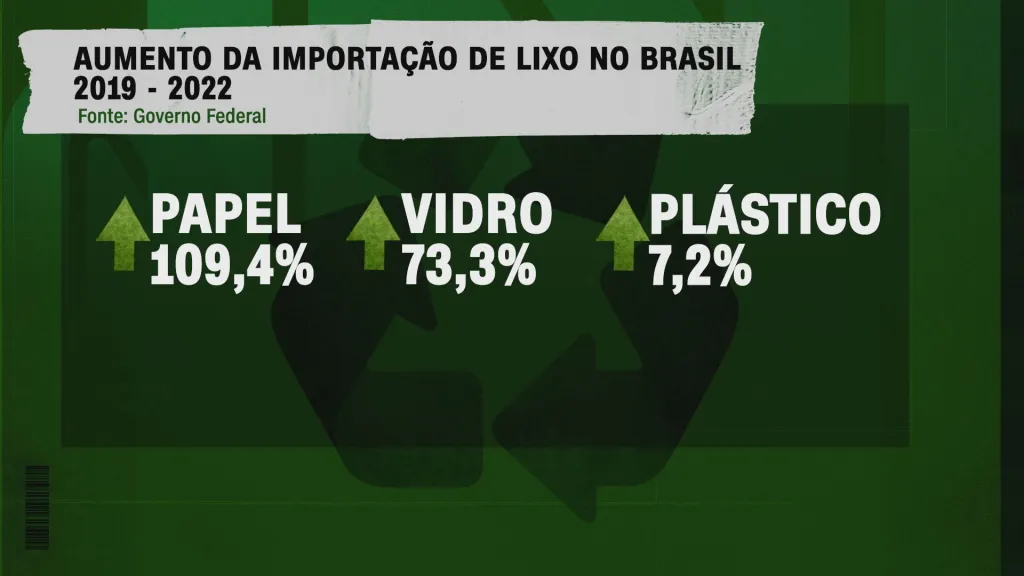 AUMENTO DA IMPORTAÇÃO DE LIXO NO BRASIL
2019 - 2022
Fonte: Governo Federal
PAPEL
109,4%
VIDRO
73,3%
PLÁSTICO
7,2%